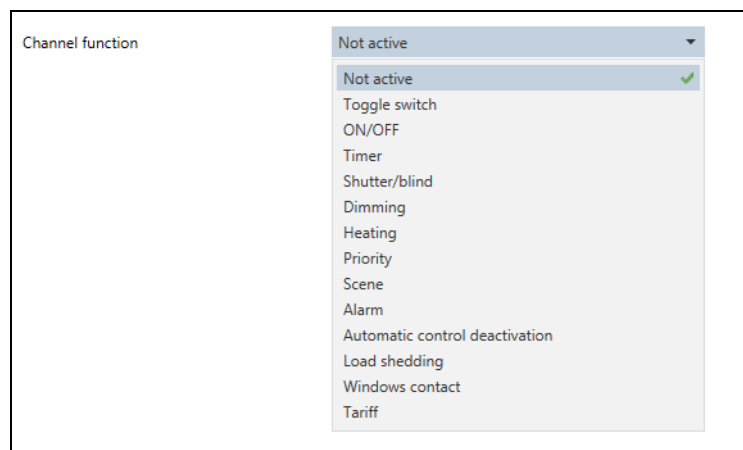 Channel function Not active
Not active
Toggle switch
ON/OFF
Timer
Shutter/blind
Dimming
Heating
Priority
Scene
Alarm
Automatic control deactivation
Load shedding
Windows contact
Tariff